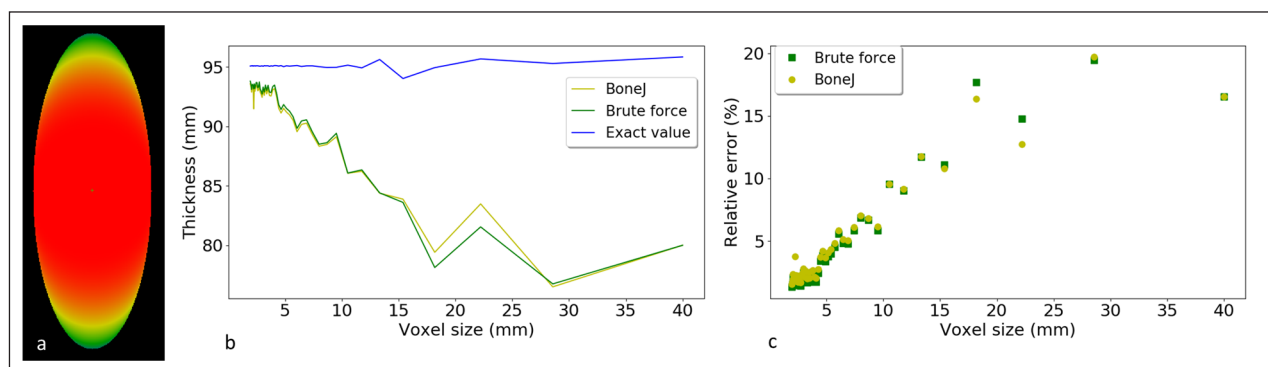 a
95
90
85
80
Thickness (mm)
BoneJ
Brute force
Exact value
5 10 15 20 25 30 35 40
Voxel size (mm)
b
20
15
10
5
Relative error (%)
Brute force
BoneJ
5 10 15 20 25 30 35 40
Voxel size (mm)
c